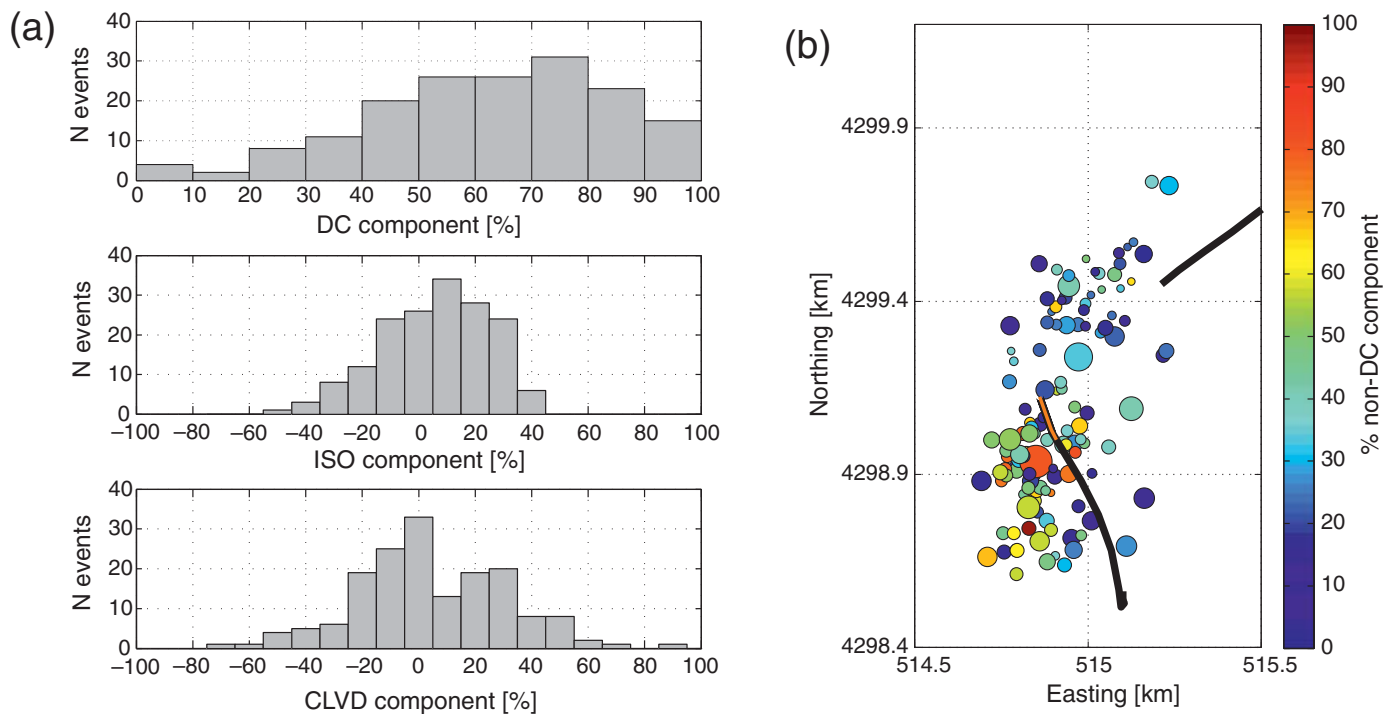 (a)
40
30
20
10
0
N events
0 10 20 30 40 50 60 70 80 90 100
DC component [%]
40
30
20
10
0
N events
−100 −80 −60 −40 −20 0 20 40 60 80 100
ISO component [%]
40
30
20
10
0
N events
−100 −80 −60 −40 −20 0 20 40 60 80 100
CLVD component [%]
(b)
4299.9
4299.4
4298.9
4298.4
Northing [km]
514.5 515 515.5
Easting [km]
100
90
80
70
60
50
40
30
20
10
0
% non-DC component